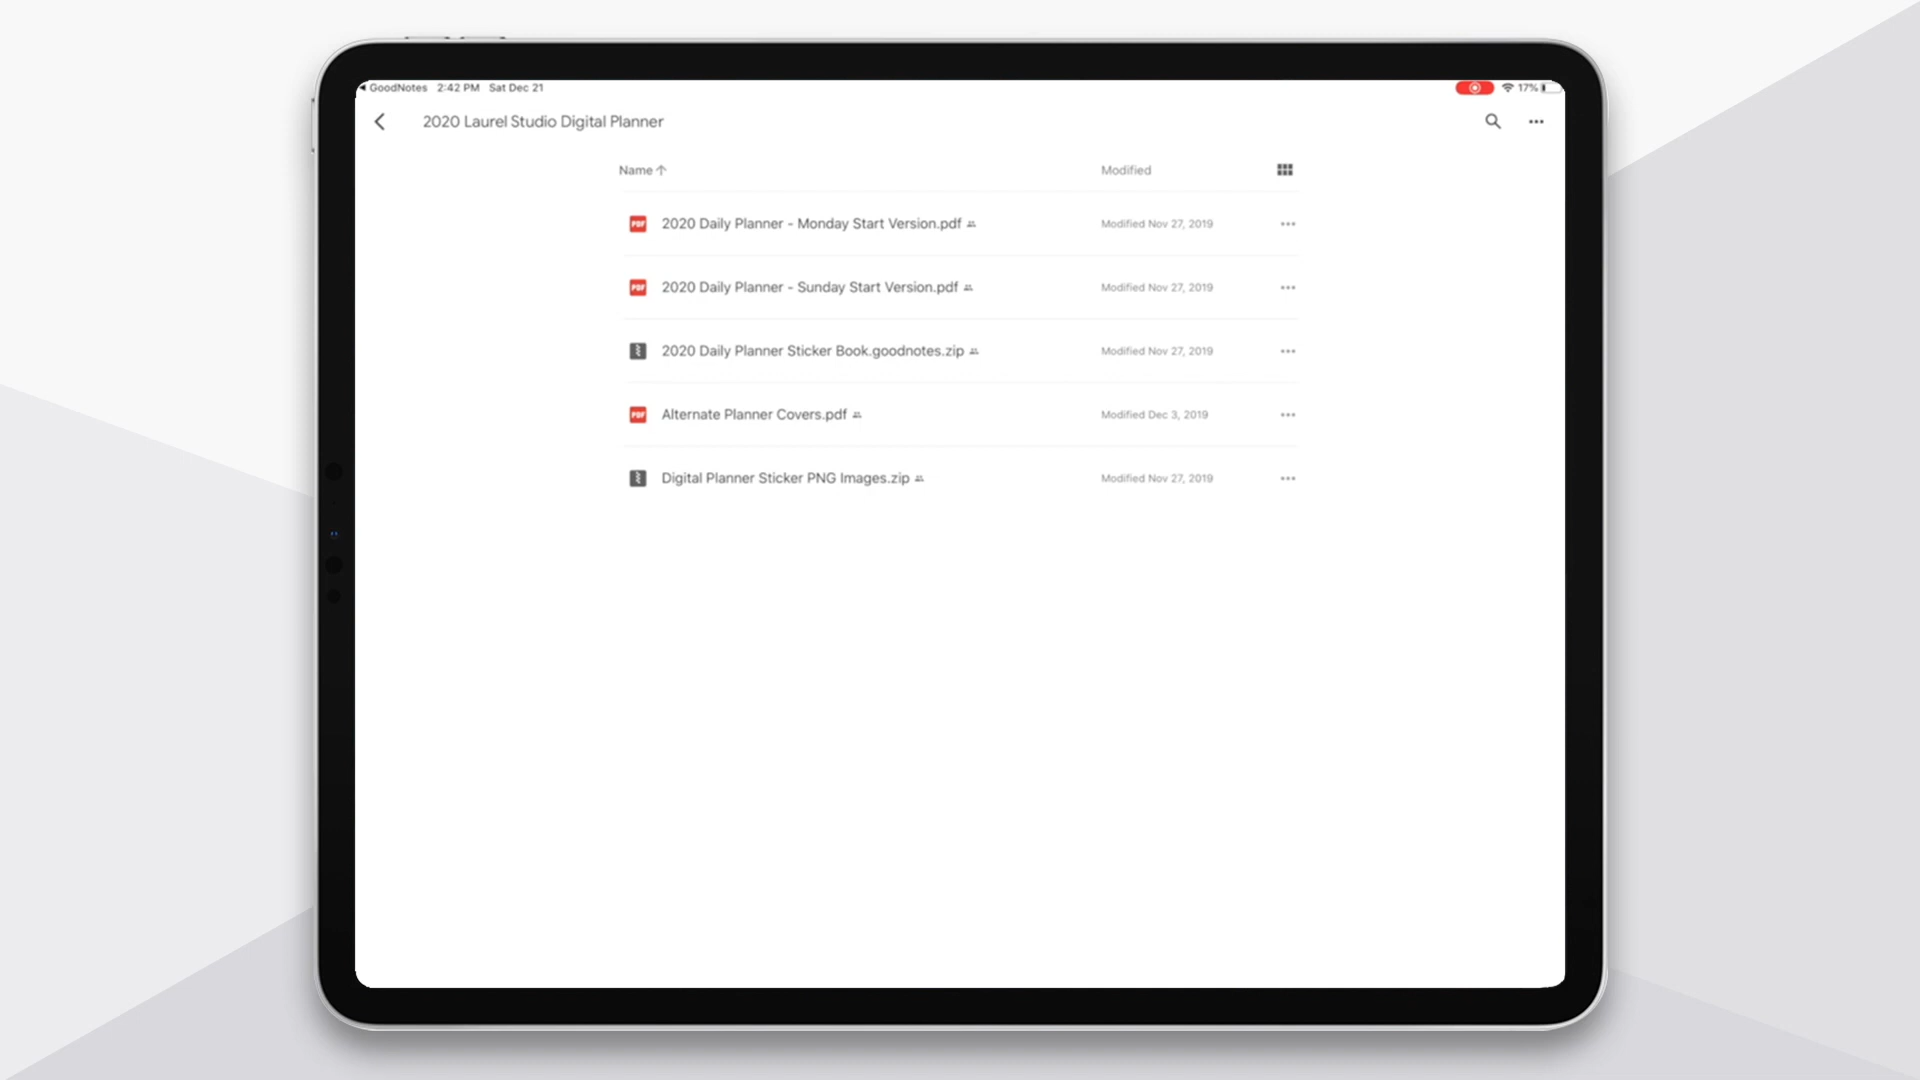 GoodNotes 2:42 PM Sat Dec 21 17%
2020 Laurel Studio Digital Planner
Name Modified
PDF 2020 Daily Planner - Monday Start Version.pdf Modified Nov 27, 2019
PDF 2020 Daily Planner - Sunday Start Version.pdf Modified Nov 27, 2019
2020 Daily Planner Sticker Book.goodnotes.zip Modified Nov 27, 2019
PDF Alternate Planner Covers.pdf Modified Dec 3, 2019
Digital Planner Sticker PNG Images.zip Modified Nov 27, 2019